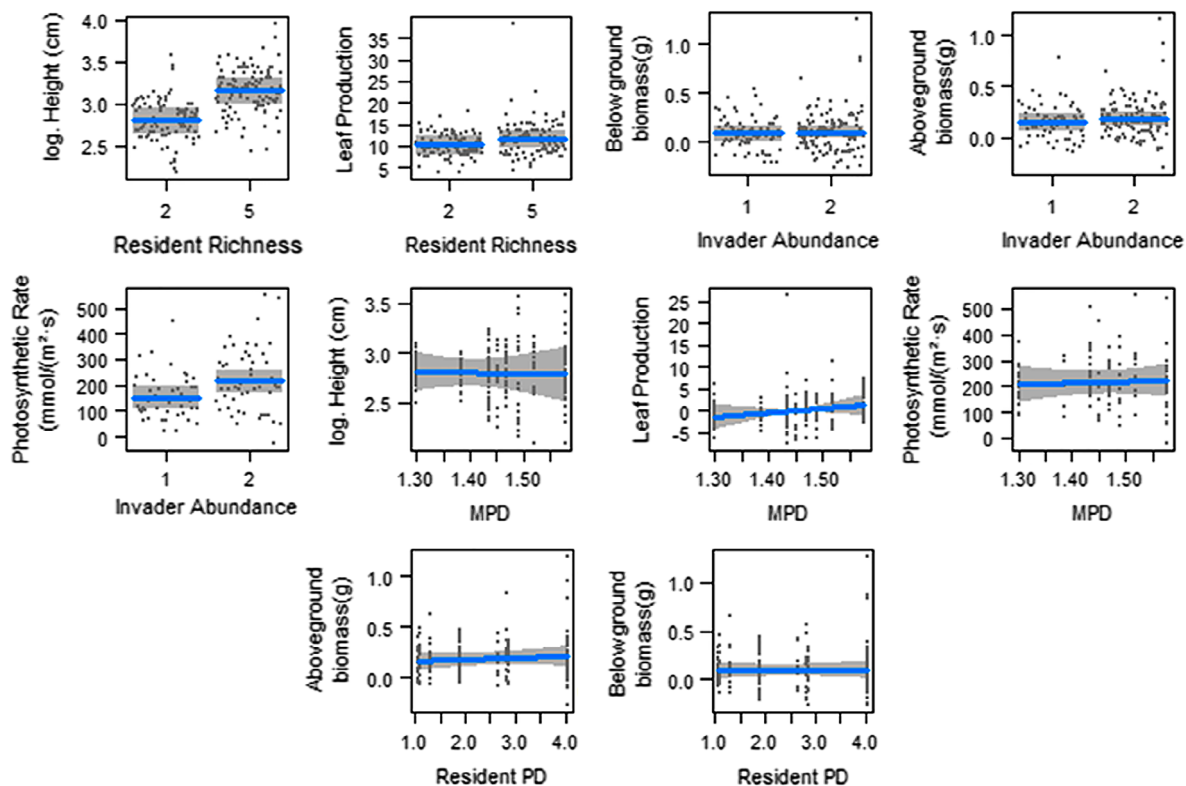 log. Height (cm)
4.0
3.5
3.0
2.5
2
5
Resident Richness
Leaf Production
35
30
25
20
15
10
5
2
5
Resident Richness
Belowground
biomass(g)
1.0
0.5
0.0
1
2
Invader Abundance
Aboveground
biomass(g)
1.0
0.5
0.0
1
2
Invader Abundance
Photosynthetic Rate
(mmol/(m²·s)
500
400
300
200
100
0
1
2
Invader Abundance
log. Height (cm)
3.5
3.0
2.5
1.30
1.40
1.50
MPD
Leaf Production
25
20
15
10
5
0
-5
1.30
1.40
1.50
MPD
Photosynthetic Rate
(mmol/(m²·s)
500
400
300
200
100
0
1.30
1.40
1.50
MPD
Aboveground
biomass(g)
1.0
0.5
0.0
1.0
2.0
3.0
4.0
Resident PD
Belowground
biomass(g)
1.0
0.5
0.0
1.0
2.0
3.0
4.0
Resident PD